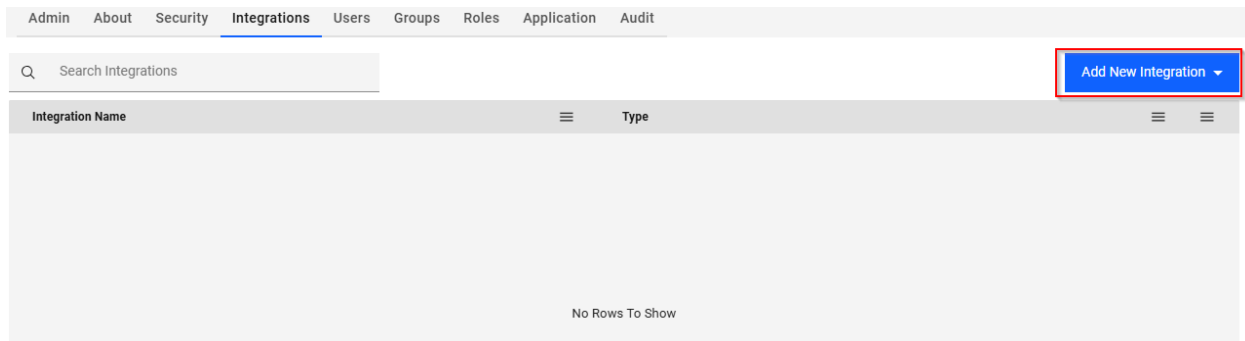 Admin About Security Integrations Users Groups Roles Application Audit
Search Integrations
Add New Integration
Integration Name Type
No Rows To Show